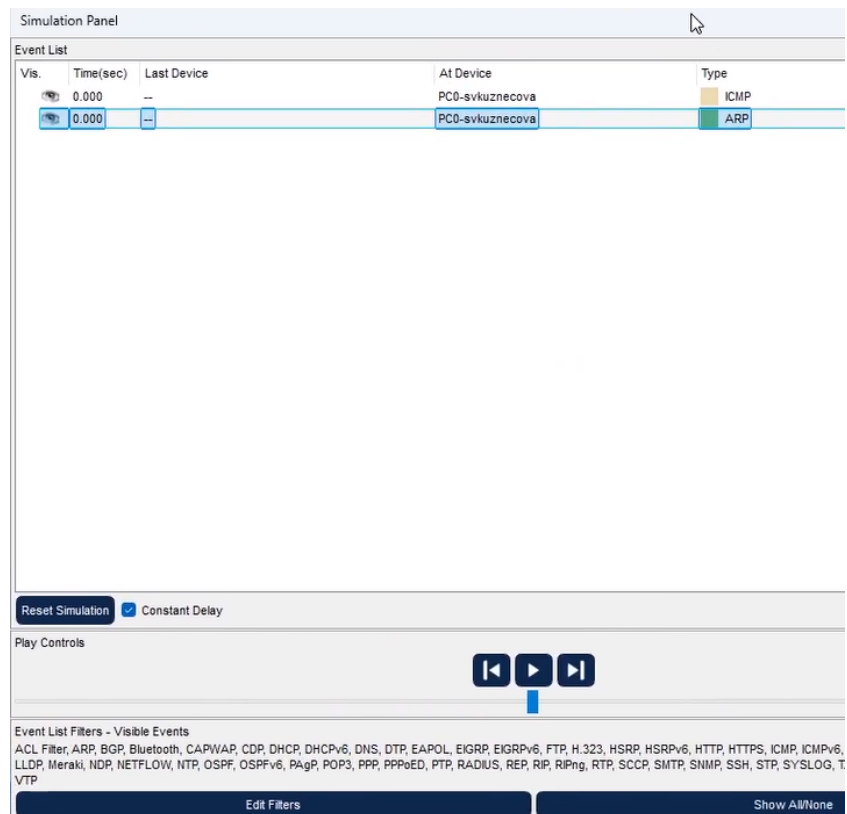 Simulation Panel
Event List
Vis. Time(sec) Last Device At Device Type
0.000 -- PC0-svkuznecova ICMP
0.000 -- PC0-svkuznecova ARP
Reset Simulation Constant Delay
Play Controls
Event List Filters - Visible Events
ACL Filter, ARP, BGP, Bluetooth, CAPWAP, CDP, DHCP, DHCPv6, DNS, DTP, EAPOL, EIGRP, EIGRPv6, FTP, H.323, HSRP, HSRPv6, HTTP, HTTPS, ICMP, ICMPv6,
LLDP, Meraki, NDP, NETFLOW, NTP, OSPF, OSPFv6, PAgP, POP3, PPP, PPPoED, PTP, RADIUS, REP, RIP, RIPng, RTP, SCCP, SMTP, SNMP, SSH, STP, SYSLOG,
VTP
Edit Filters Show All/None